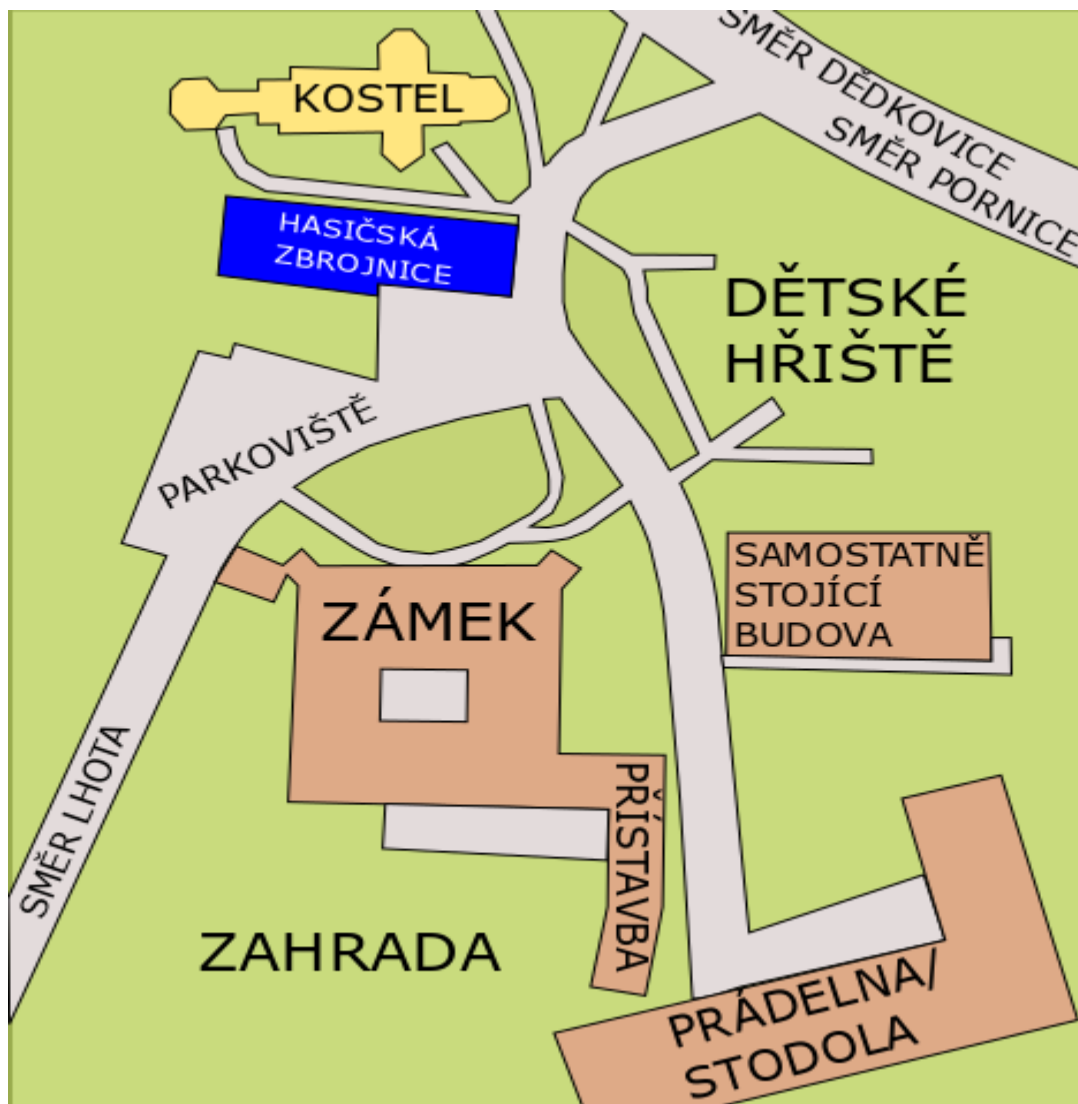 SMĚR DĚDKOVICE
SMĚR PORNICE
KOSTEL
HASIČSKÁ
ZBROJNICE
DĚTSKÉ
HŘIŠTĚ
PARKOVIŠTĚ
SAMOSTATNĚ
STOJÍCÍ
BUDOVA
ZÁMEK
SMĚR LHOTA
PŘÍSTAVBA
ZAHRADA
PRÁDELNA/
STODOLA